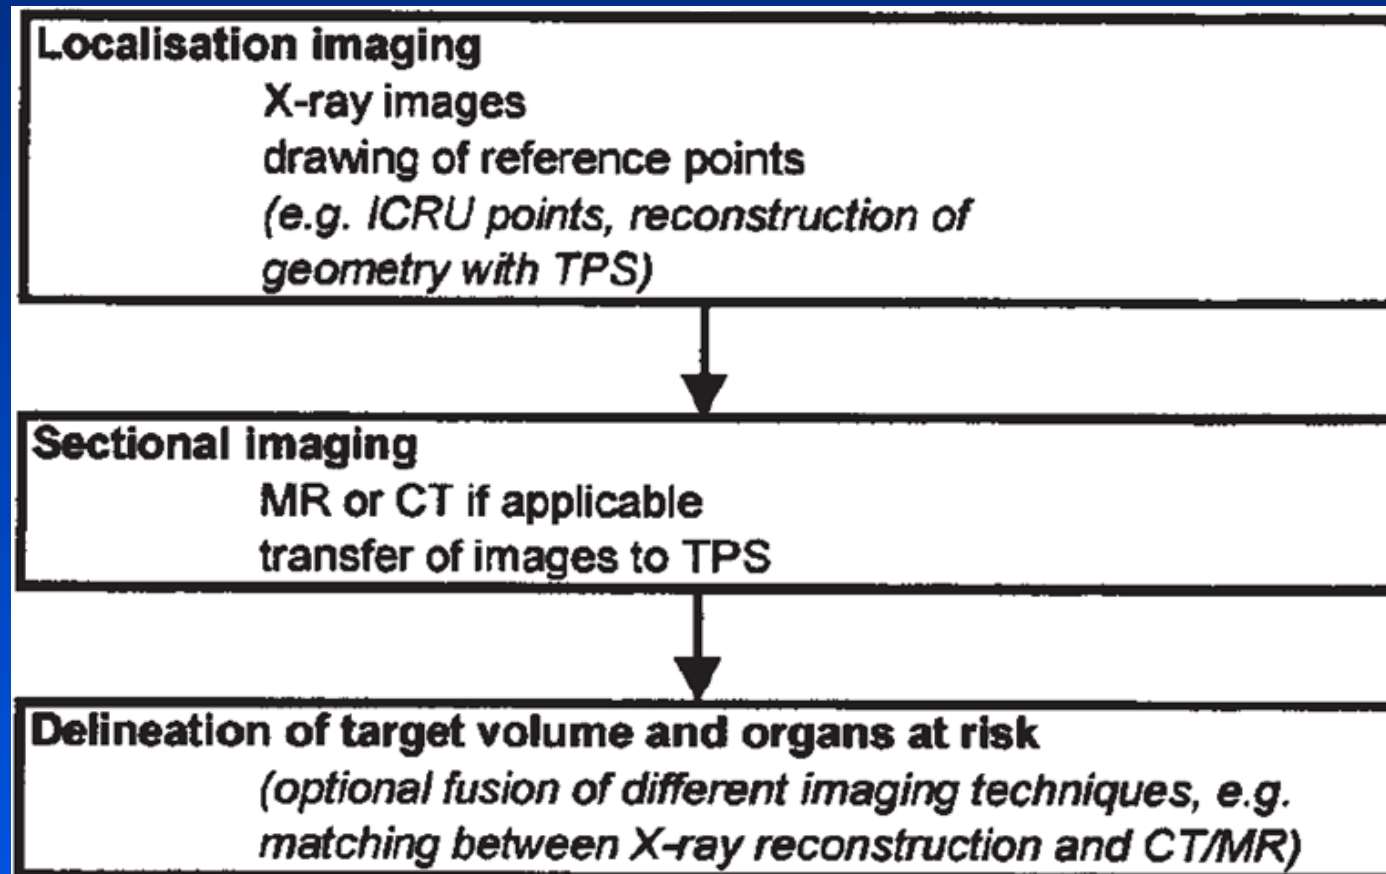 Localisation imaging
X-ray images
drawing of reference points
(e.g. ICRU points, reconstruction of
geometry with TPS)
Sectional imaging
MR or CT if applicable
transfer of images to TPS
Delineation of target volume and organs at risk
(optional fusion of different imaging techniques, e.g.
matching between X-ray reconstruction and CT/MR)